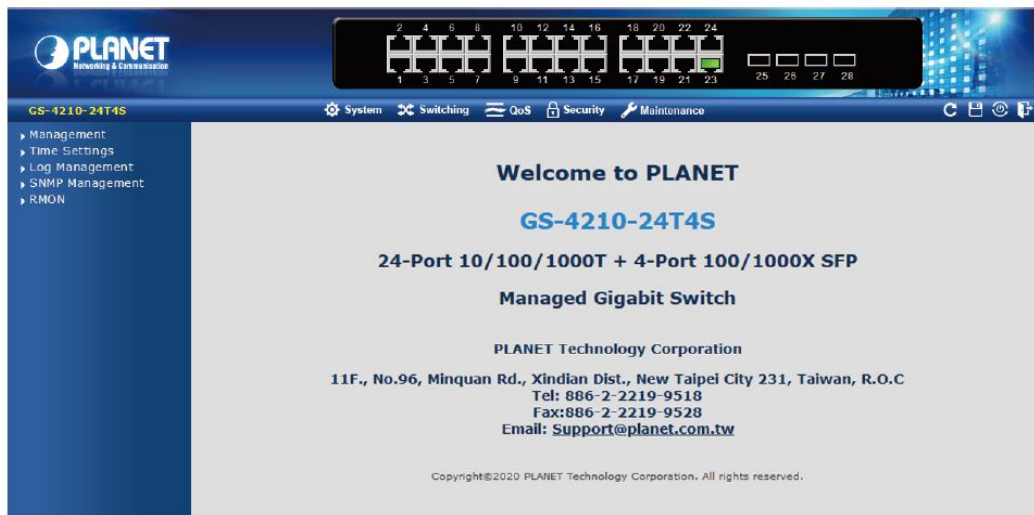 2 4 6 8 10 12 14 16 18 20 22 24
PLANET
Networking & Communication
1 3 5 7 9 11 13 15 17 19 21 23 25 26 27 28
GS-4210-24T4S
System Switching QoS Security Maintenance
Management
Time Settings
Log Management
SNMP Management
RMON
Welcome to PLANET
GS-4210-24T4S
24-Port 10/100/1000T + 4-Port 100/1000X SFP
Managed Gigabit Switch
PLANET Technology Corporation
11F., No.96, Minquan Rd., Xindian Dist., New Taipei City 231, Taiwan, R.O.C
Tel: 886-2-2219-9518
Fax:886-2-2219-9528
Email: Support@planet.com.tw
Copyright©2020 PLANET Technology Corporation. All rights reserved.